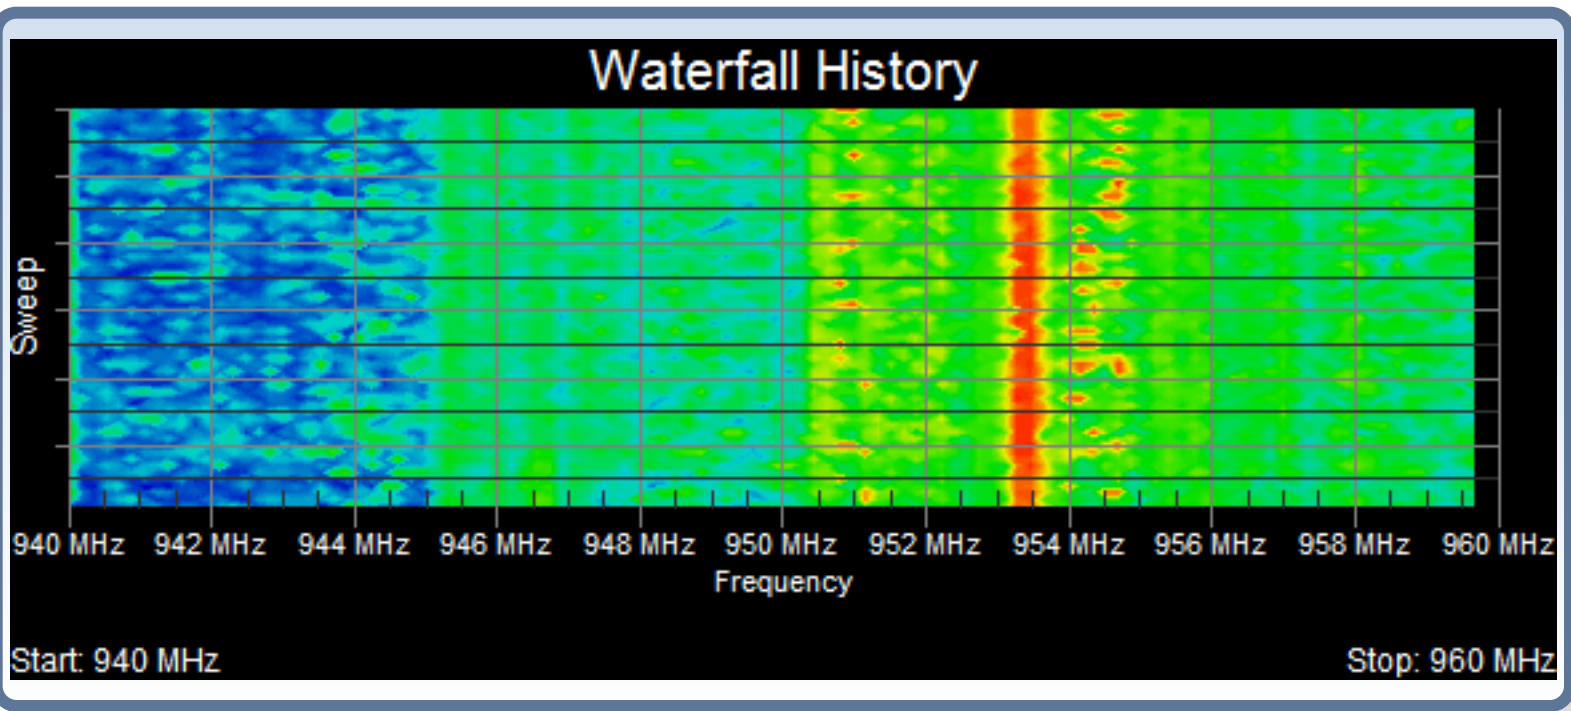 Waterfall History
Sweep
940 MHz 942 MHz 944 MHz 946 MHz 948 MHz 950 MHz 952 MHz 954 MHz 956 MHz 958 MHz 960 MHz
Frequency
Start: 940 MHz
Stop: 960 MHz